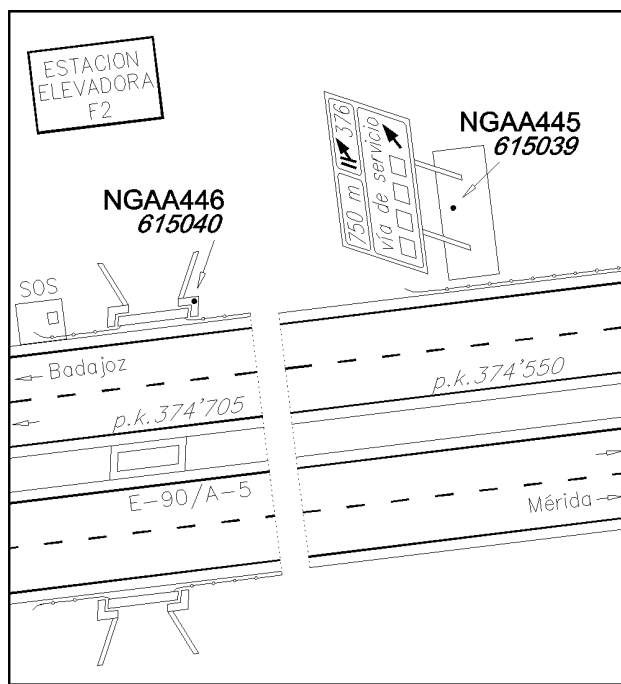 ESTACION
ELEVADORA
F2
376
750 m
vía de servicio
NGAA445
615039
NGAA446
615040
SOS
Badajoz
p.k.374'550
p.k.374'705
E-90/A-5
Mérida